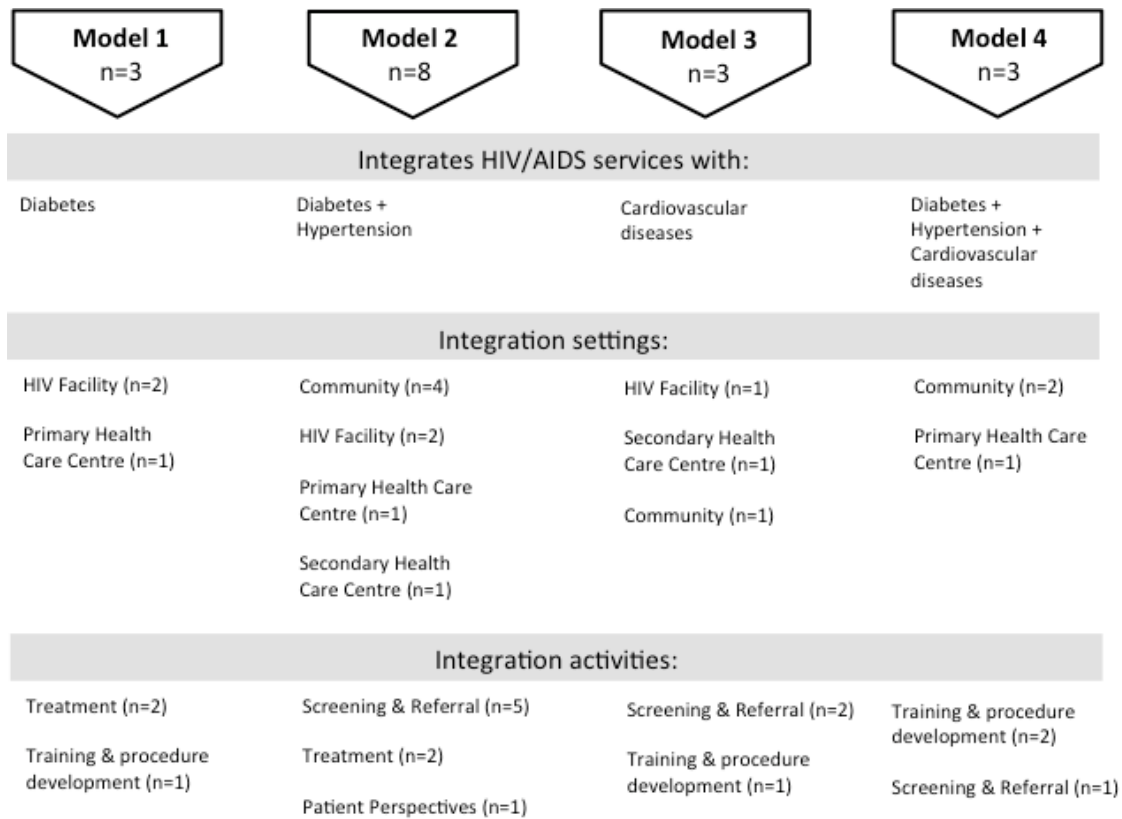 Model 1
n=3
Model 2
n=8
Model 3
n=3
Model 4
n=3
Integrates HIV/AIDS services with:
Diabetes
Diabetes +
Hypertension
Cardiovascular
diseases
Diabetes +
Hypertension +
Cardiovascular
diseases
Integration settings:
HIV Facility (n=2)
Primary Health
Care Centre (n=1)
Community (n=4)
HIV Facility (n=2)
Primary Health Care
Centre (n=1)
Secondary Health
Care Centre (n=1)
HIV Facility (n=1)
Secondary Health
Care Centre (n=1)
Community (n=1)
Community (n=2)
Primary Health Care
Centre (n=1)
Integration activities:
Treatment (n=2)
Training & procedure
development (n=1)
Screening & Referral (n=5)
Treatment (n=2)
Patient Perspectives (n=1)
Screening & Referral (n=2)
Training & procedure
development (n=1)
Training & procedure
development (n=2)
Screening & Referral (n=1)